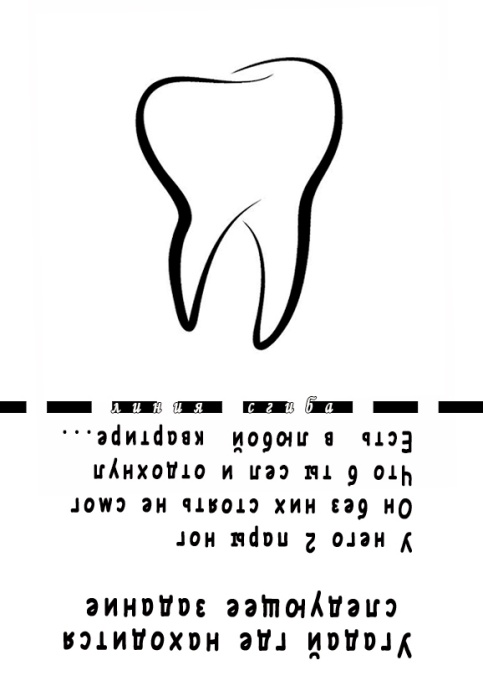 линия сгиба
Угадай где находится
следующее задание
У него 2 пары ног
Он без них стоять не смог
Что б ты сел и отдохнул
Есть в любой квартире...